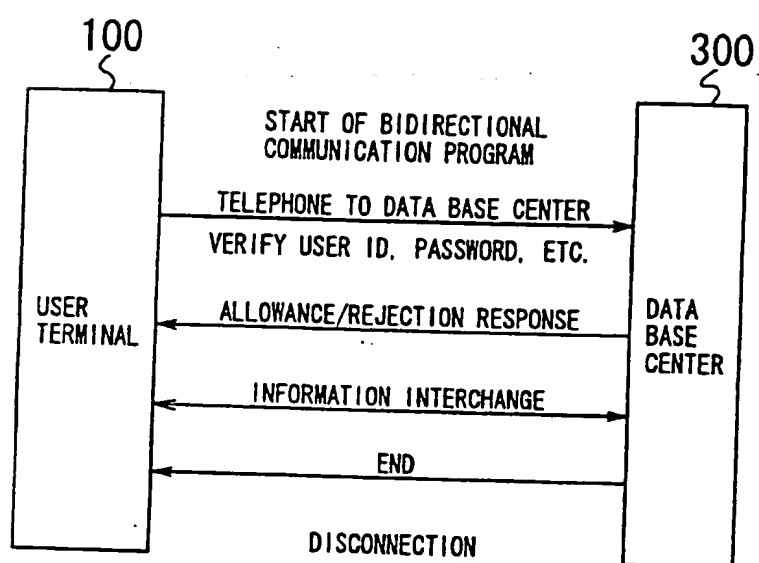 100
300
START OF BIDIRECTIONAL
COMMUNICATION PROGRAM
TELEPHONE TO DATA BASE CENTER
VERIFY USER ID, PASSWORD, ETC.
USER
TERMINAL
ALLOWANCE/REJECTION RESPONSE
DATA
BASE
CENTER
INFORMATION INTERCHANGE
END
DISCONNECTION